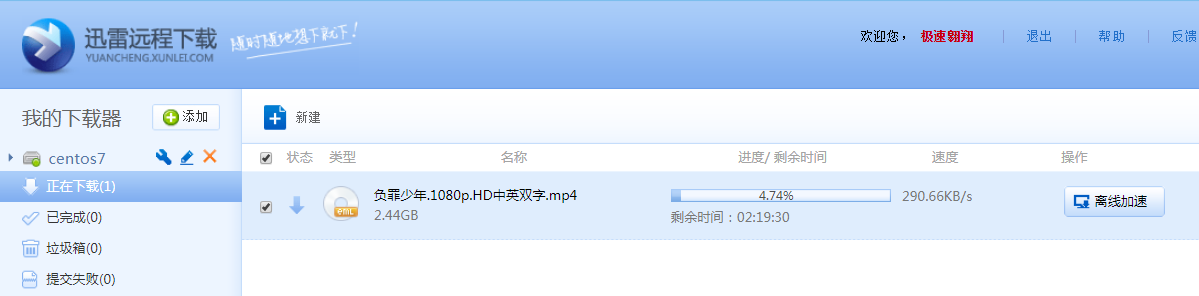 迅雷远程下载
YUANCHENG.XUNLEI.COM
随时随地想下就下!
欢迎您， 极速翱翔
退出
帮助
反馈
我的下载器
添加
新建
centos7
状态 类型 名称 进度/ 剩余时间 速度 操作
正在下载(1)
负罪少年.1080p.HD中英双字.mp4
2.44GB
eml
4.74%
剩余时间：02:19:30
290.66KB/s
离线加速
已完成(0)
垃圾箱(0)
提交失败(0)